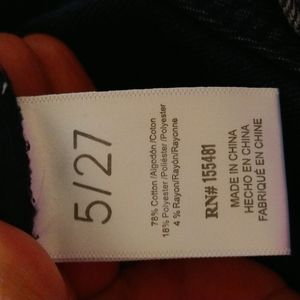 5/27
78% Cotton/Algodón/Coton
18% Polyester/Poliéster/Polyester
4 % Rayon/Rayón/Rayonne
RN# 155481
MADE IN CHINA
HECHO EN CHINA
FABRIQUÉ EN CHINE